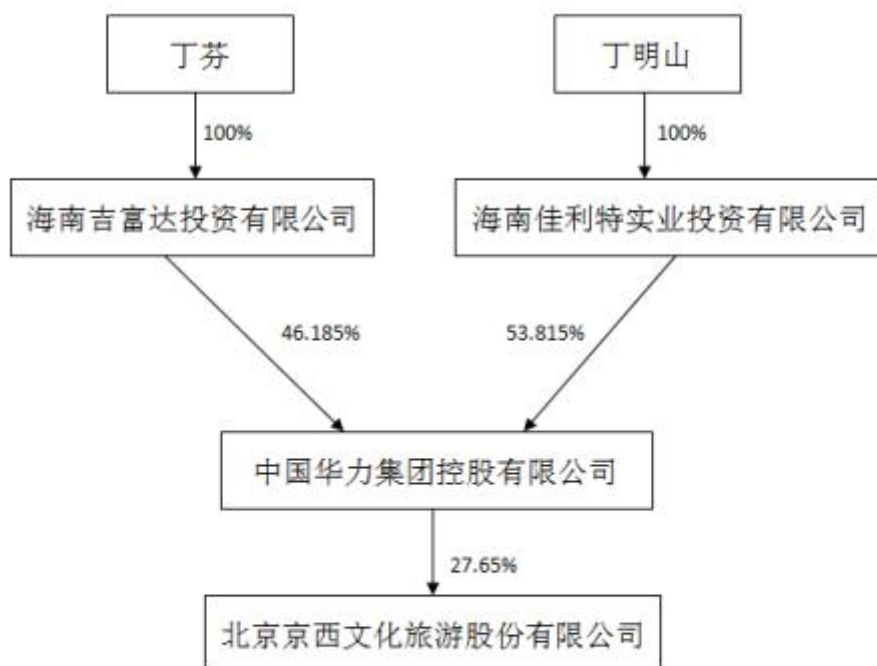 丁芬
丁明山
100%
100%
海南吉富达投资有限公司
海南佳利特实业投资有限公司
46.185%
53.815%
中国华力集团控股有限公司
27.65%
北京京西文化旅游股份有限公司